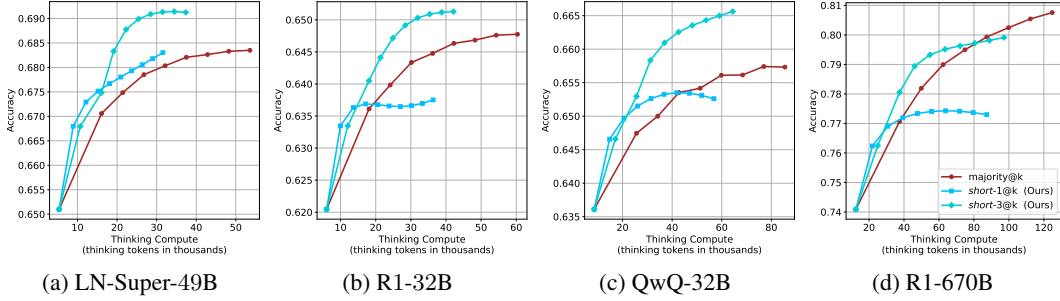 Accuracy
0.690
0.685
0.680
0.675
0.670
0.665
0.660
0.655
0.650
10 20 30 40 50
Thinking Compute
(thinking tokens in thousands)
(a) LN-Super-49B
Accuracy
0.650
0.645
0.640
0.635
0.630
0.625
0.620
10 20 30 40 50 60
Thinking Compute
(thinking tokens in thousands)
(b) R1-32B
Accuracy
0.665
0.660
0.655
0.650
0.645
0.640
0.635
20 40 60 80
Thinking Compute
(thinking tokens in thousands)
(c) QwQ-32B
Accuracy
0.81
0.80
0.79
0.78
0.77
0.76
0.75
0.74
20 40 60 80 100 120
Thinking Compute
(thinking tokens in thousands)
majority@k
short-1@k (Ours)
short-3@k (Ours)
(d) R1-670B